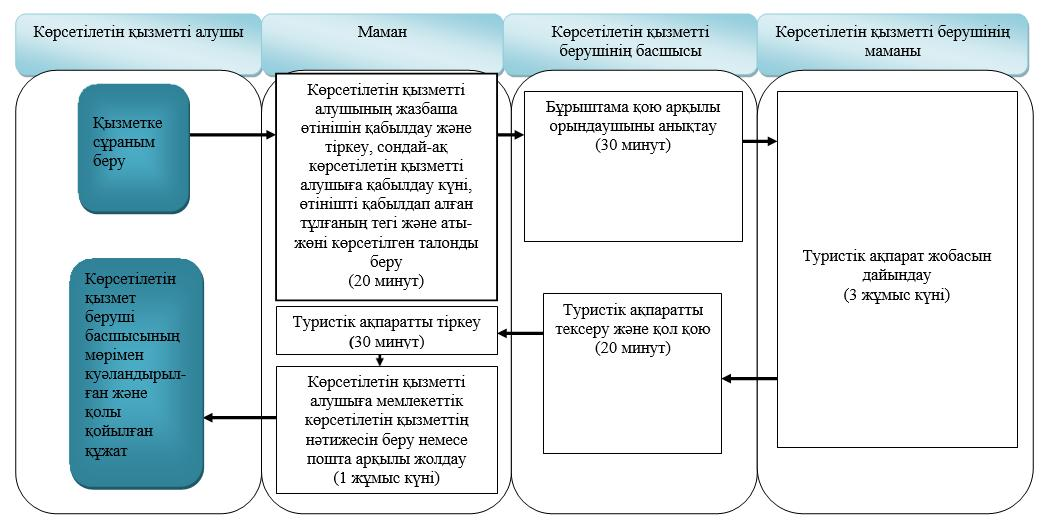 Көрсетілетін қызметті алушы
Маман
Көрсетілетін қызметті
берушінің басшысы
Көрсетілетін қызметті берушінің
маманы
Қызметке
сұраным
беру
Көрсетілетін қызметті
алушының жазбаша
өтінішін қабылдау және
тіркеу, сондай-ақ
көрсетілетін қызметті
алушыға қабылдау күні,
өтінішті қабылдап алған
тұлғаның тегі және аты-
жөні көрсетілген талонды
беру
(20 минут)
Бұрыштама қою арқылы
орындаушыны анықтау
(30 минут)
Туристік ақпарат жобасын
дайындау
(3 жұмыс күні)
Туристік ақпаратты
тексеру және қол қою
(20 минут)
Туристік ақпаратты тіркеу
(30 минут)
Көрсетілетін қызметті
алушыға мемлекеттік
көрсетілетін қызметтің
нәтижесін беру немесе
пошта арқылы жолдау
(1 жұмыс күні)
Көрсетілетін
қызмет
беруші
басшысының
мөрімен
куәландырыл-
ған және
қолы
қойылған
құжат